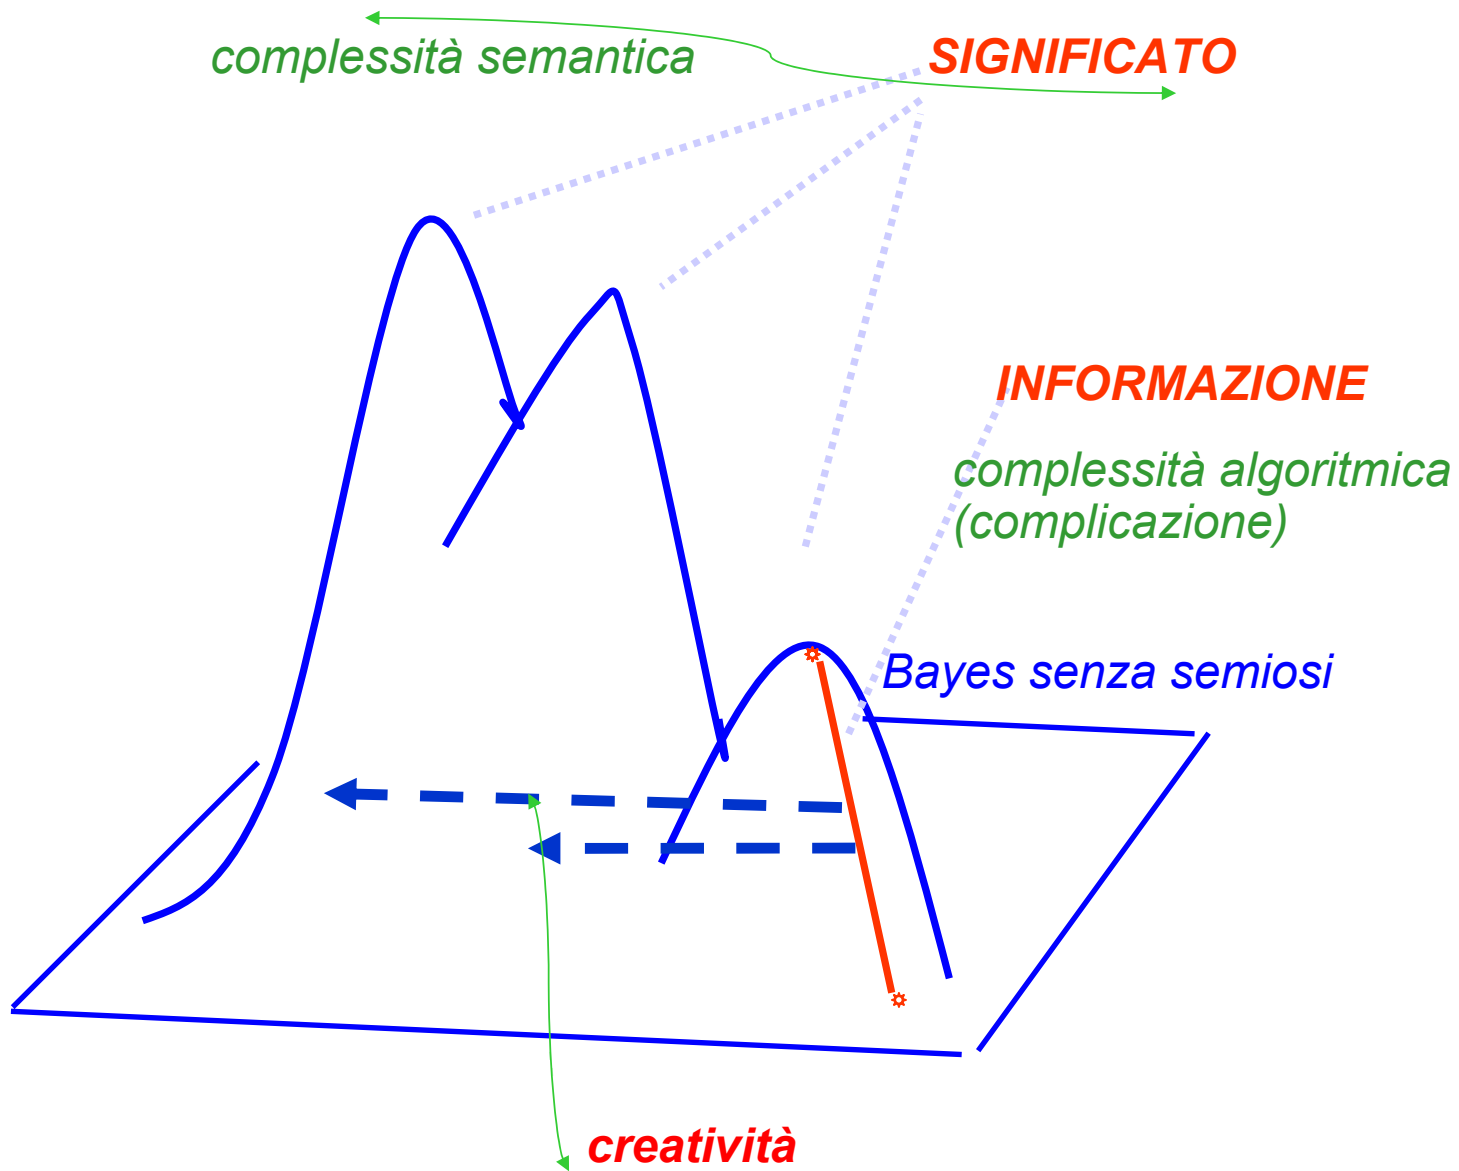 complessità semantica
SIGNIFICATO
INFORMAZIONE
complessità algoritmica
(complicazione)
Bayes senza semiosi
creatività